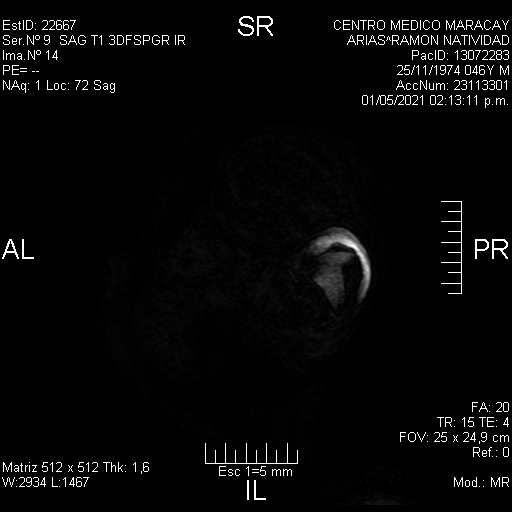 EstID: 22667
Ser.Nº 9  SAG T1 3DFSPGR IR
Ima.Nº 14
PE= --
NAq: 1 Loc: 72 Sag
SR
CENTRO MEDICO MARACAY
ARIAS^RAMON NATIVIDAD
PacID: 13072283
25/11/1974 046Y M
AccNum: 23113301
01/05/2021 02:13:11 p.m.
AL
PR
FA: 20
TR: 15 TE: 4
FOV: 25 x 24,9 cm
Ref.: 0
Matriz 512 x 512 Thk: 1,6
W:2934 L:1467
Esc 1=5 mm
IL
Mod.: MR